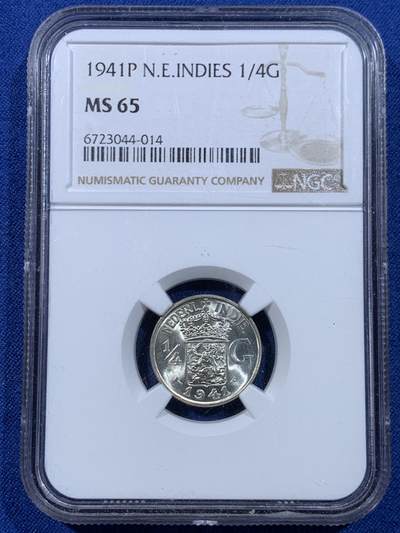 1941P N.E.INDIES 1/4G
MS 65
6723044-014
NUMISMATIC GUARANTY COMPANY
NGC
NEDERL INDIE
1/4 G
1941